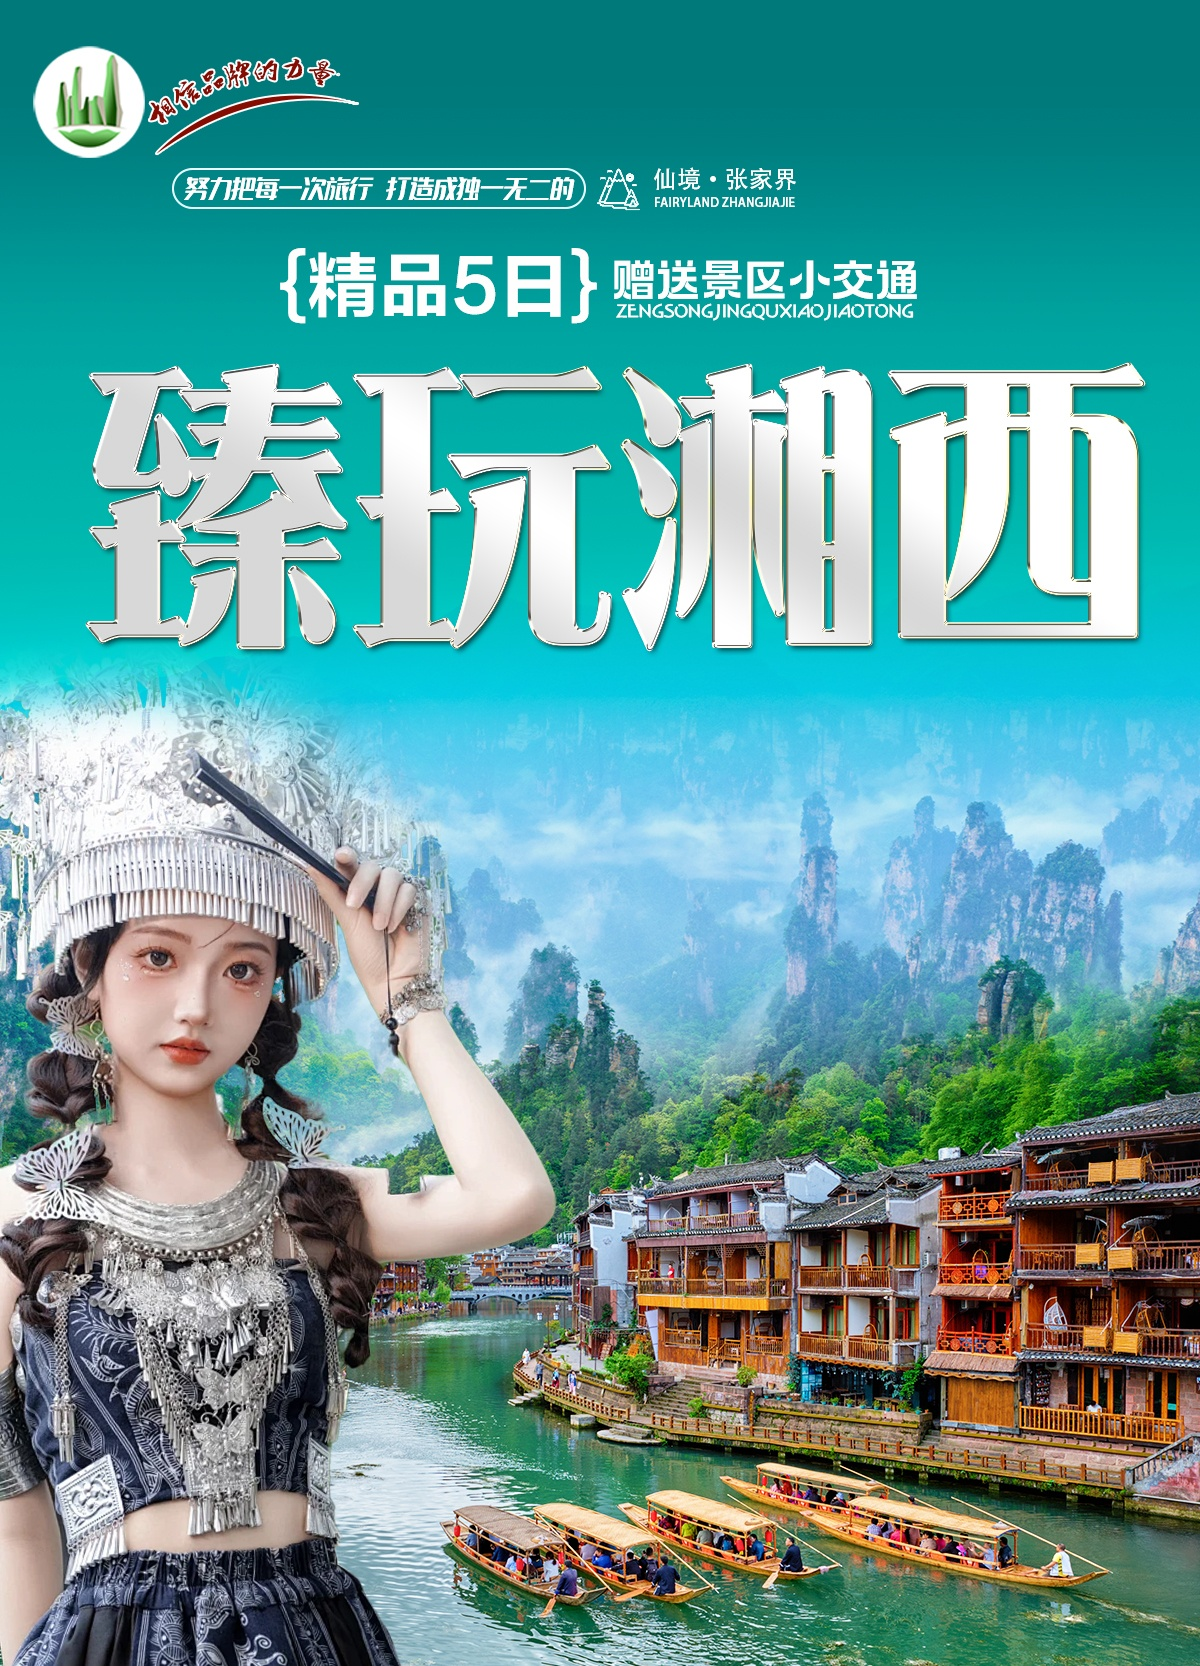 相信品牌的力量
努力把每一次旅行 打造成独一无二的
仙境·张家界
FAIRYLAND ZHANGJIAJIE
{精品5日}
赠送景区小交通
ZENGSONGJINGQUXIAOJIAOTONG
臻玩湘西